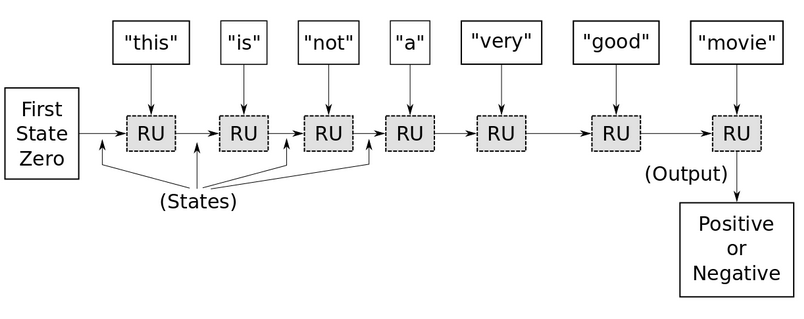 "this"
"is"
"not"
"a"
"very"
"good"
"movie"
First
State
Zero
RU
RU
RU
RU
RU
RU
RU
(States)
(Output)
Positive
or
Negative